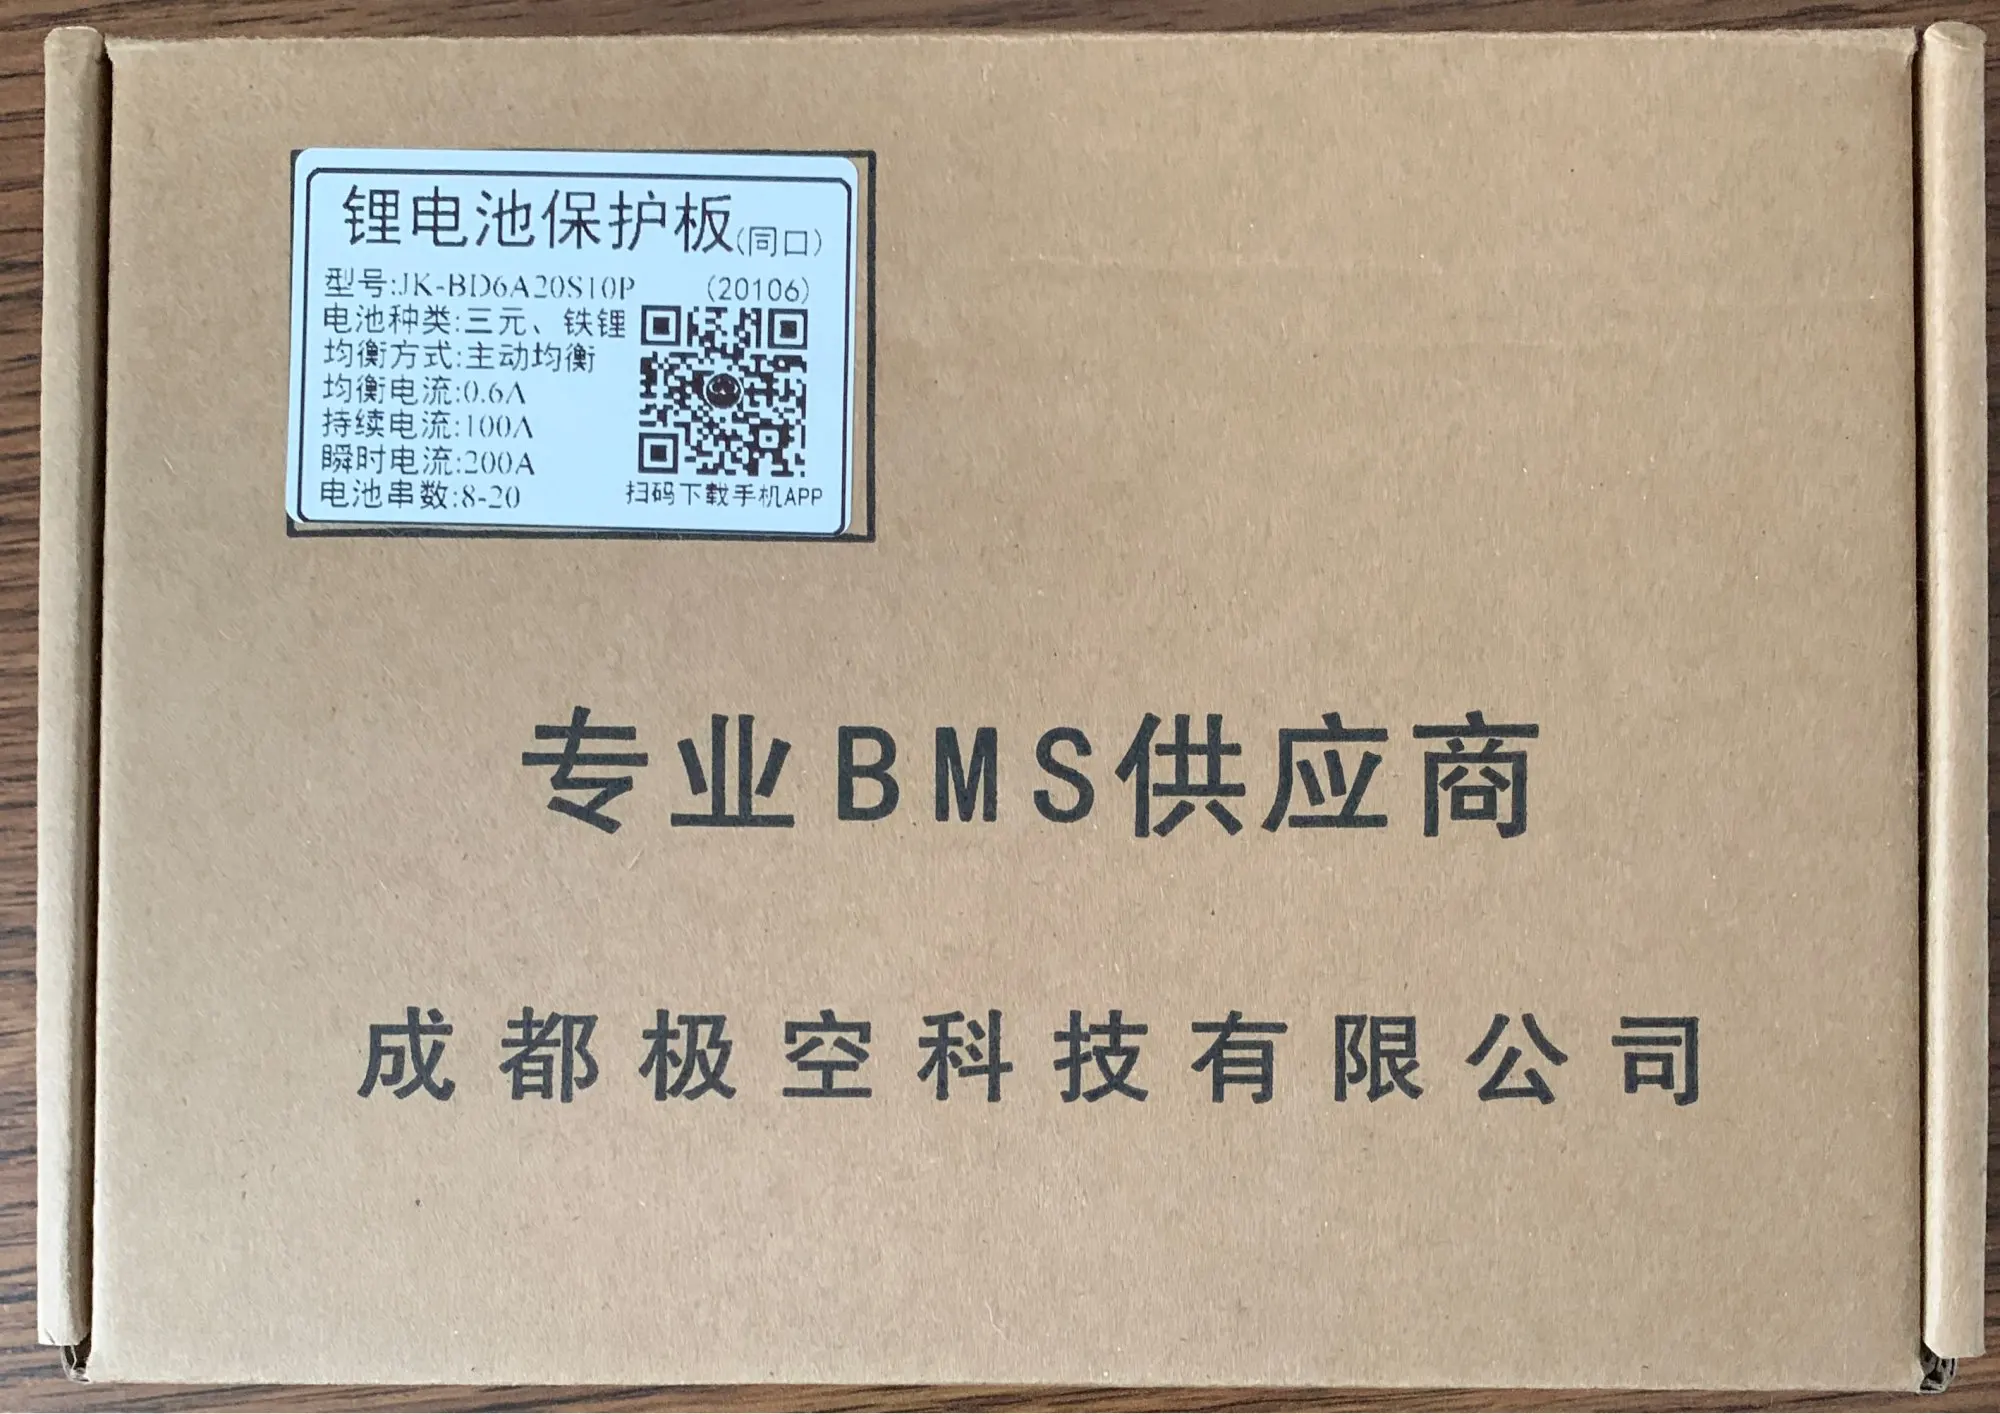 锂电池保护板(同口)
型号:JK-BD6A20S10P (20106)
电池种类:三元、铁锂
均衡方式:主动均衡
均衡电流:0.6A
持续电流:100A
瞬时电流:200A
电池串数:8-20
扫码下载手机APP
专业BMS供应商
成都极空科技有限公司